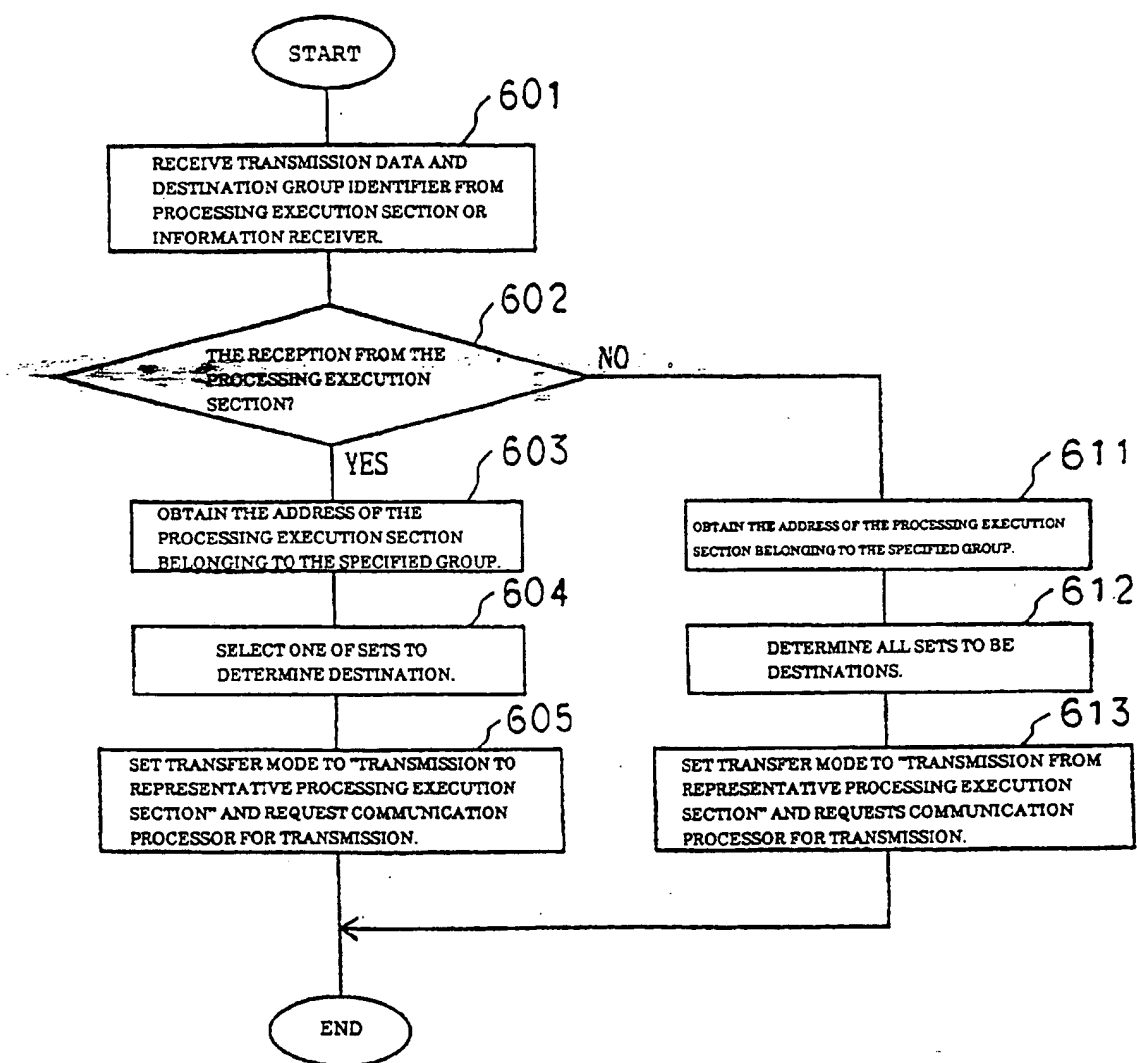 START
601
RECEIVE TRANSMISSION DATA AND
DESTINATION GROUP IDENTIFIER FROM
PROCESSING EXECUTION SECTION OR
INFORMATION RECEIVER.
602
THE RECEPTION FROM THE
PROCESSING EXECUTION
SECTION?
NO
YES
603
OBTAIN THE ADDRESS OF THE
PROCESSING EXECUTION SECTION
BELONGING TO THE SPECIFIED GROUP.
604
SELECT ONE OF SETS TO
DETERMINE DESTINATION.
605
SET TRANSFER MODE TO "TRANSMISSION TO
REPRESENTATIVE PROCESSING EXECUTION
SECTION" AND REQUEST COMMUNICATION
PROCESSOR FOR TRANSMISSION.
611
OBTAIN THE ADDRESS OF THE PROCESSING EXECUTION
SECTION BELONGING TO THE SPECIFIED GROUP.
612
DETERMINE ALL SETS TO BE
DESTINATIONS.
613
SET TRANSFER MODE TO "TRANSMISSION FROM
REPRESENTATIVE PROCESSING EXECUTION
SECTION" AND REQUESTS COMMUNICATION
PROCESSOR FOR TRANSMISSION.
END